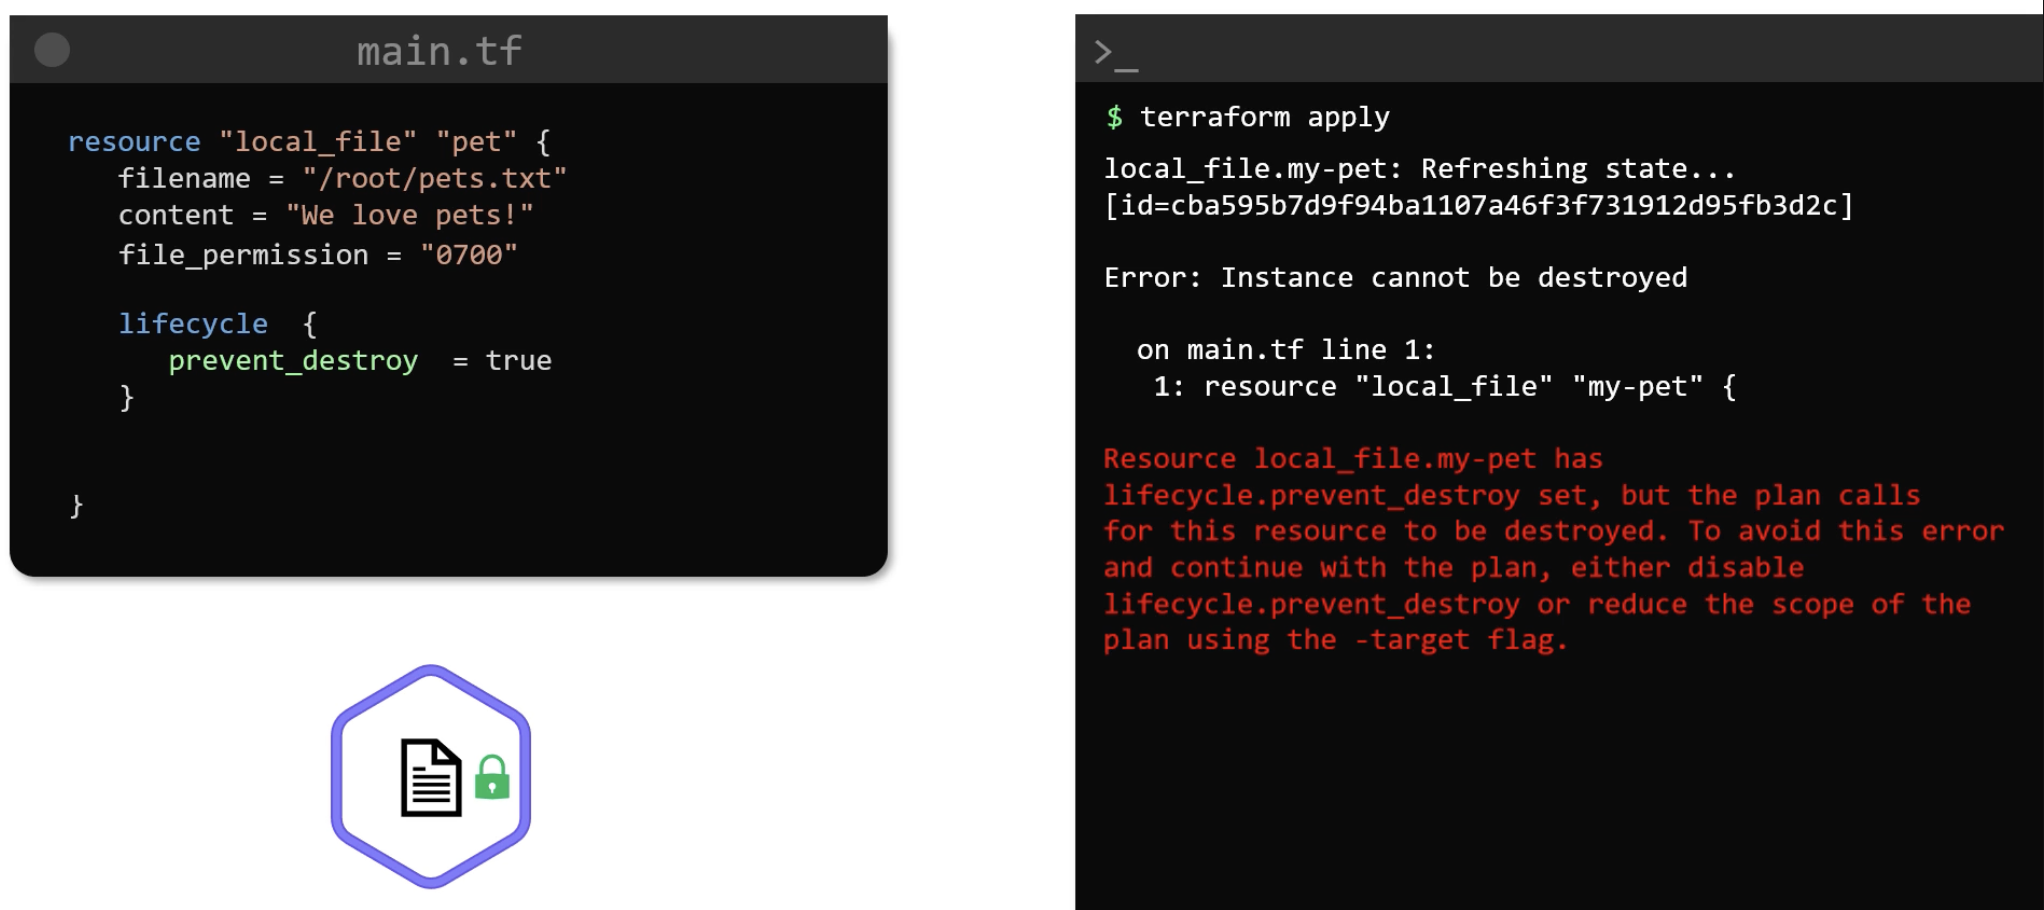 main.tf
resource "local_file" "pet" {
filename = "/root/pets.txt"
content = "We love pets!"
file_permission = "0700"
lifecycle {
prevent_destroy = true
}
}
>_
$ terraform apply
local_file.my-pet: Refreshing state...
[id=cba595b7d9f94ba1107a46f3f731912d95fb3d2c]
Error: Instance cannot be destroyed
on main.tf line 1:
1: resource "local_file" "my-pet" {
Resource local_file.my-pet has
lifecycle.prevent_destroy set, but the plan calls
for this resource to be destroyed. To avoid this error
and continue with the plan, either disable
lifecycle.prevent_destroy or reduce the scope of the
plan using the -target flag.